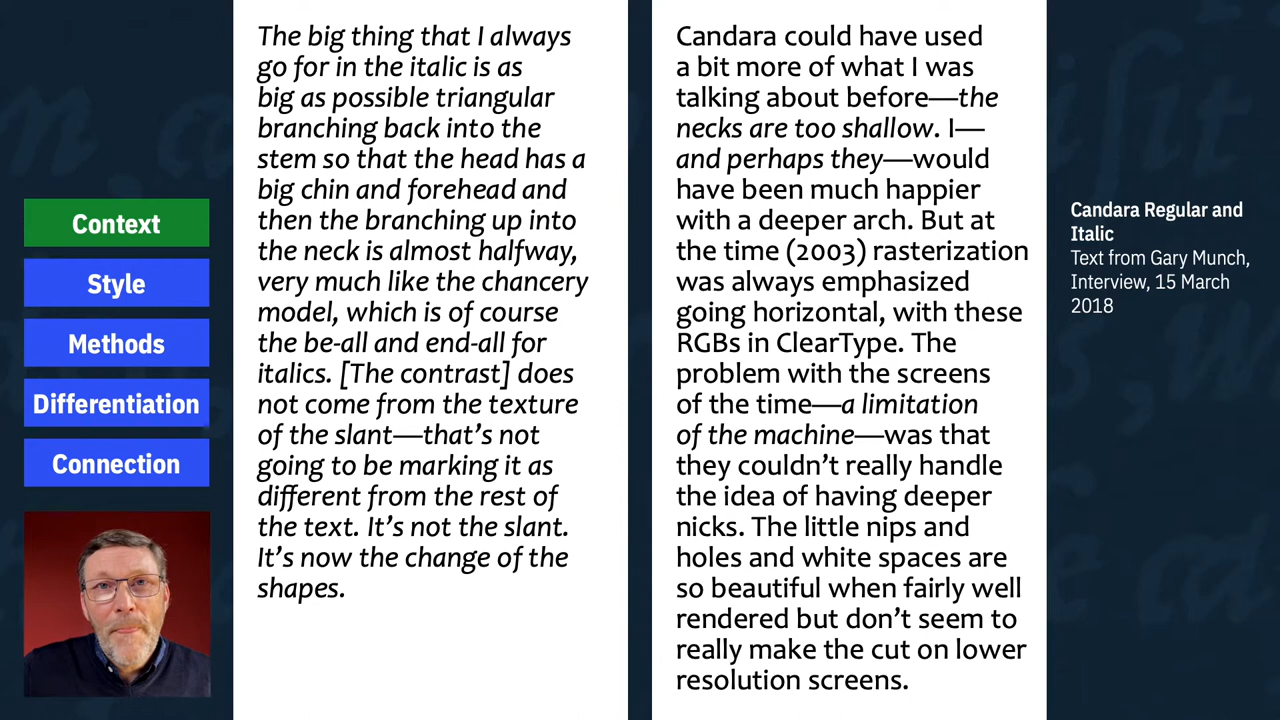 Context
Style
Methods
Differentiation
Connection
The big thing that I always
go for in the italic is as
big as possible triangular
branching back into the
stem so that the head has a
big chin and forehead and
then the branching up into
the neck is almost halfway,
very much like the chancery
model, which is of course
the be-all and end-all for
italics. [The contrast] does
not come from the texture
of the slant—that’s not
going to be marking it as
different from the rest of
the text. It’s not the slant.
It’s now the change of the
shapes.
Candara could have used
a bit more of what I was
talking about before—the
necks are too shallow. I—
and perhaps they—would
have been much happier
with a deeper arch. But at
the time (2003) rasterization
was always emphasized
going horizontal, with these
RGBs in ClearType. The
problem with the screens
of the time—a limitation
of the machine—was that
they couldn’t really handle
the idea of having deeper
nicks. The little nips and
holes and white spaces are
so beautiful when fairly well
rendered but don’t seem to
really make the cut on lower
resolution screens.
Candara Regular and
Italic
Text from Gary Munch,
Interview, 15 March
2018